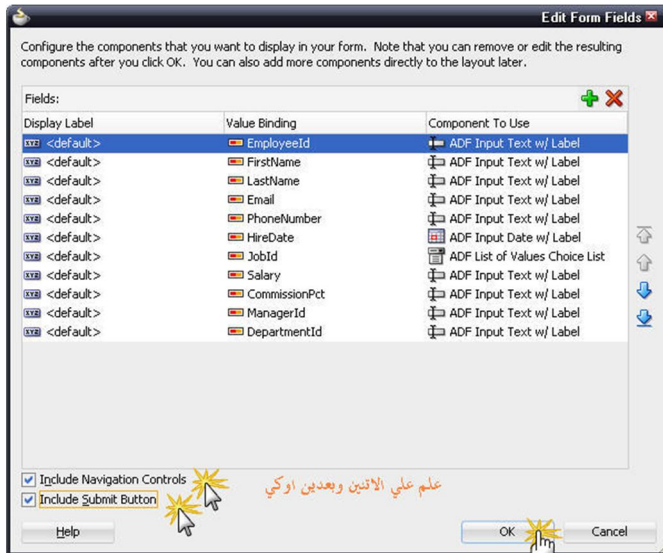 Edit Form Fields
Configure the components that you want to display in your form. Note that you can remove or edit the resulting
components after you click OK. You can also add more components directly to the layout later.
Fields:
Display Label Value Binding Component To Use
<default> EmployeeId ADF Input Text w/ Label
<default> FirstName ADF Input Text w/ Label
<default> LastName ADF Input Text w/ Label
<default> Email ADF Input Text w/ Label
<default> PhoneNumber ADF Input Text w/ Label
<default> HireDate ADF Input Date w/ Label
<default> JobId ADF List of Values Choice List
<default> Salary ADF Input Text w/ Label
<default> CommissionPct ADF Input Text w/ Label
<default> ManagerId ADF Input Text w/ Label
<default> DepartmentId ADF Input Text w/ Label
Include Navigation Controls
علم علي الاتنين وبعدين اوكي
Include Submit Button
Help OK Cancel